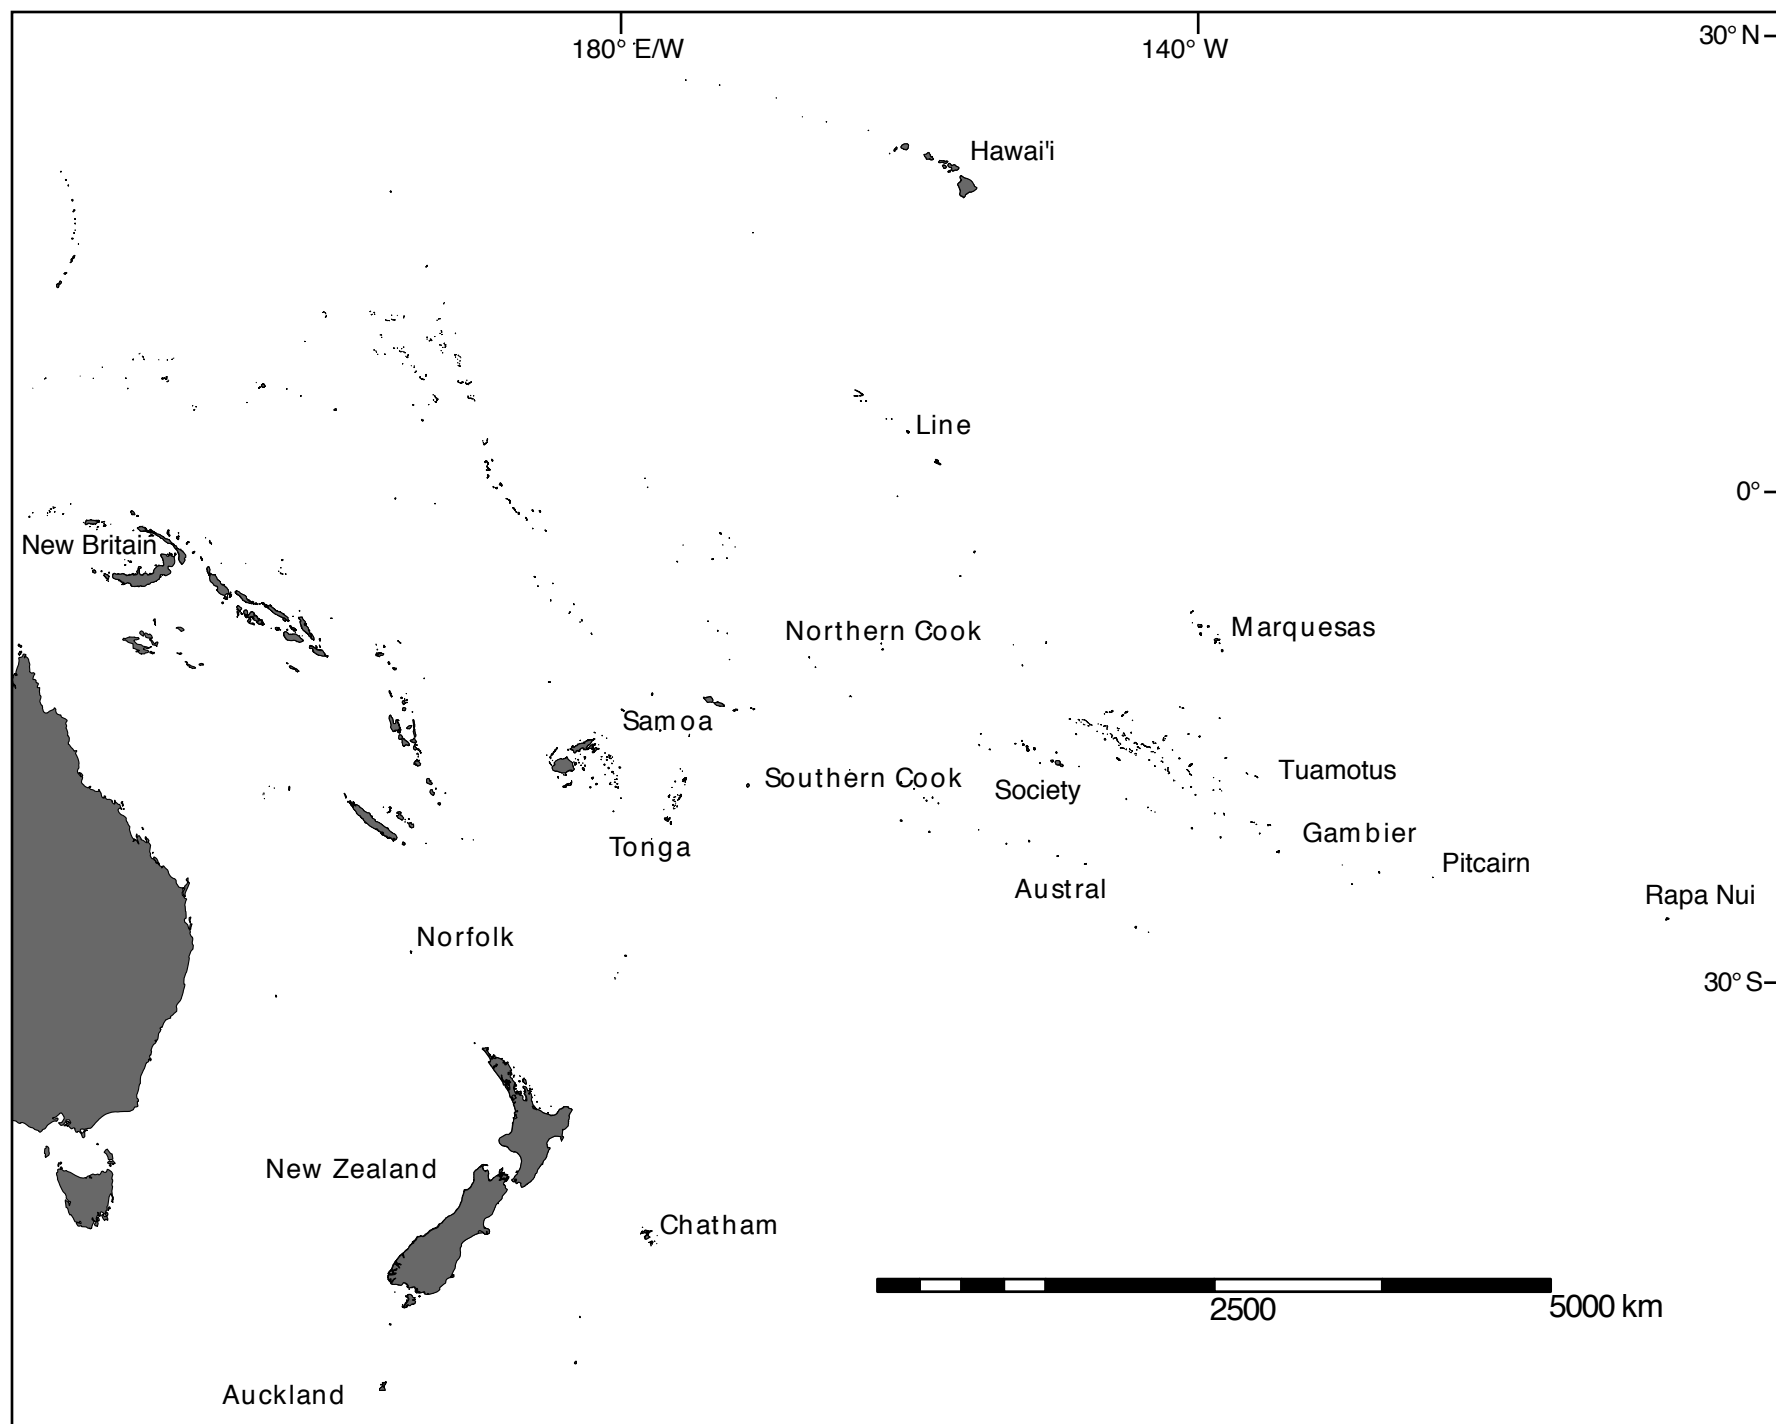 180° E/W
140° W
30° N
Hawai'i
Line
0°
New Britain
Northern Cook
Marquesas
Samoa
Southern Cook
Society
Tuamotus
Tonga
Gambier
Pitcairn
Austral
Rapa Nui
Norfolk
30° S
New Zealand
Chatham
2500
5000 km
Auckland